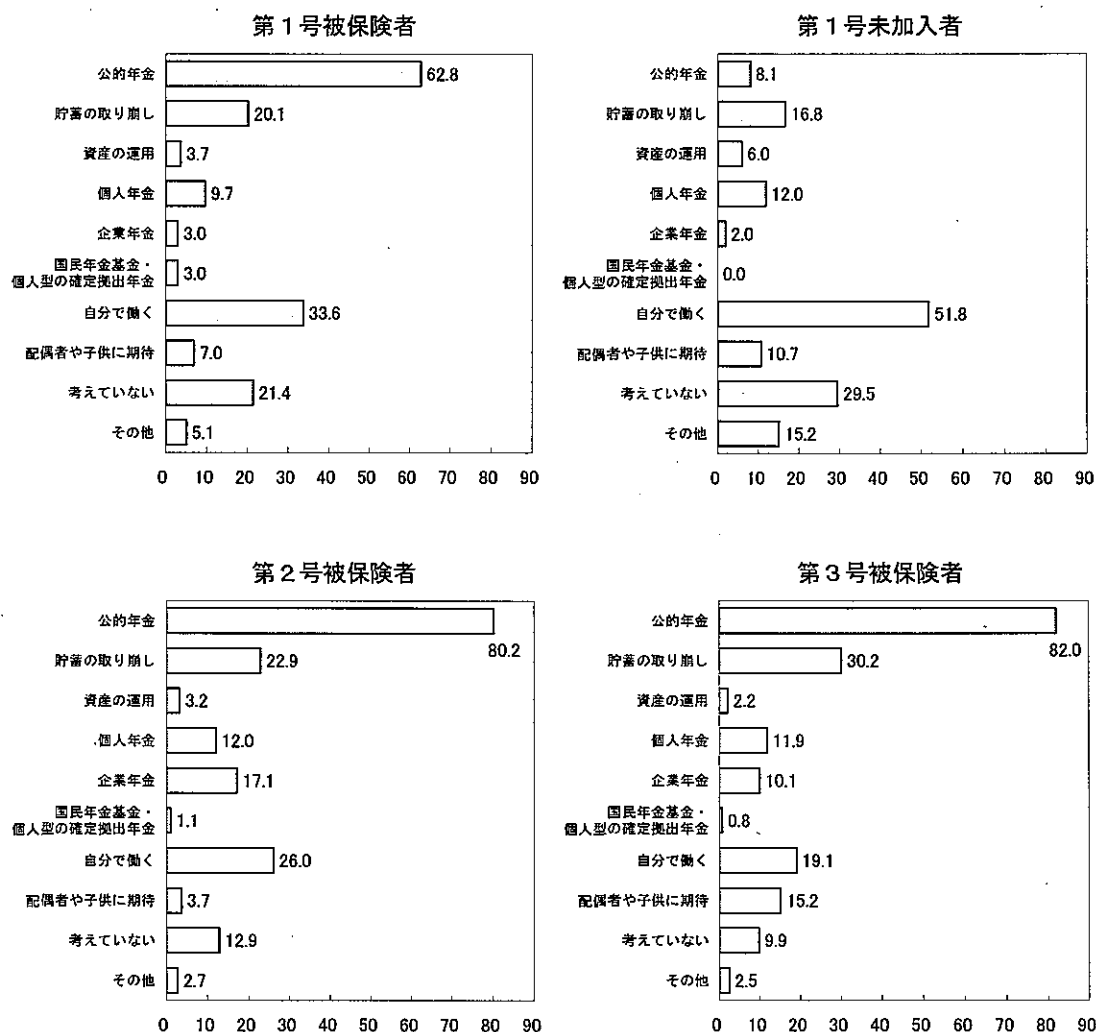 第１号被保険者
公的年金 62.8
貯蓄の取り崩し 20.1
資産の運用 3.7
個人年金 9.7
企業年金 3.0
国民年金基金・
個人型の確定拠出年金 3.0
自分で働く 33.6
配偶者や子供に期待 7.0
考えていない 21.4
その他 5.1
0 10 20 30 40 50 60 70 80 90
第１号未加入者
公的年金 8.1
貯蓄の取り崩し 16.8
資産の運用 6.0
個人年金 12.0
企業年金 2.0
国民年金基金・
個人型の確定拠出年金 0.0
自分で働く 51.8
配偶者や子供に期待 10.7
考えていない 29.5
その他 15.2
0 10 20 30 40 50 60 70 80 90
第２号被保険者
公的年金 80.2
貯蓄の取り崩し 22.9
資産の運用 3.2
個人年金 12.0
企業年金 17.1
国民年金基金・
個人型の確定拠出年金 1.1
自分で働く 26.0
配偶者や子供に期待 3.7
考えていない 12.9
その他 2.7
0 10 20 30 40 50 60 70 80 90
第３号被保険者
公的年金 82.0
貯蓄の取り崩し 30.2
資産の運用 2.2
個人年金 11.9
企業年金 10.1
国民年金基金・
個人型の確定拠出年金 0.8
自分で働く 19.1
配偶者や子供に期待 15.2
考えていない 9.9
その他 2.5
0 10 20 30 40 50 60 70 80 90